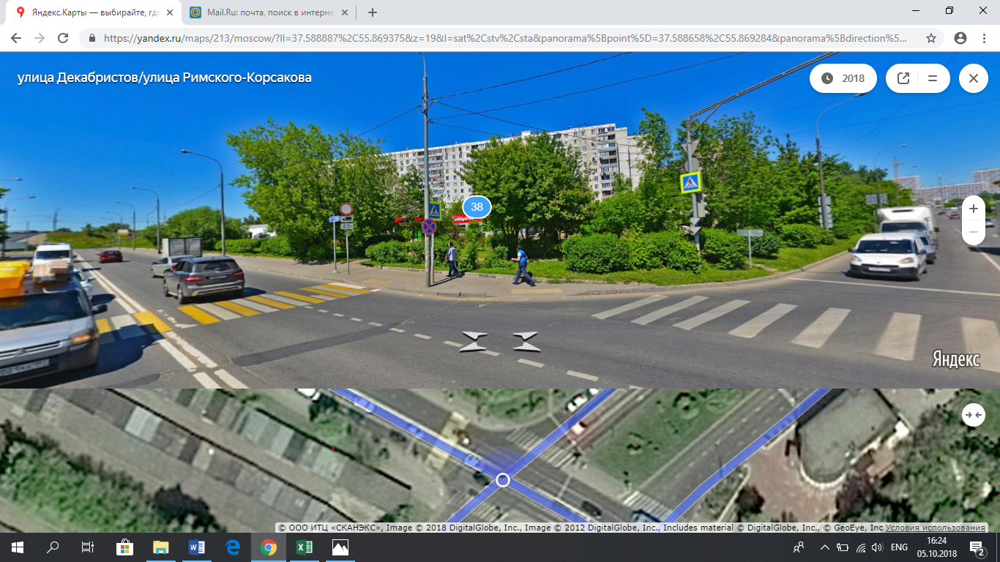 Яндекс.Карты — выбирайте, где
Mail.Ru: почта, поиск в интерне
https://yandex.ru/maps/213/moscow/?ll=37.588887%2C55.869375&z=19&l=sat%2Cstv%2Csta&panorama%5Bpoint%5D=37.588658%2C55.869284&panorama%5Bdirection%5...
улица Декабристов/улица Римского-Корсакова
2018
38
Яндекс
© ООО ИТЦ «СКАНЭКС», Image © 2018 DigitalGlobe, Inc., Image © 2012 DigitalGlobe, Inc., Includes material © DigitalGlobe, Inc., © GeoEye, Inc Условия использования
ENG
16:24
05.10.2018
2